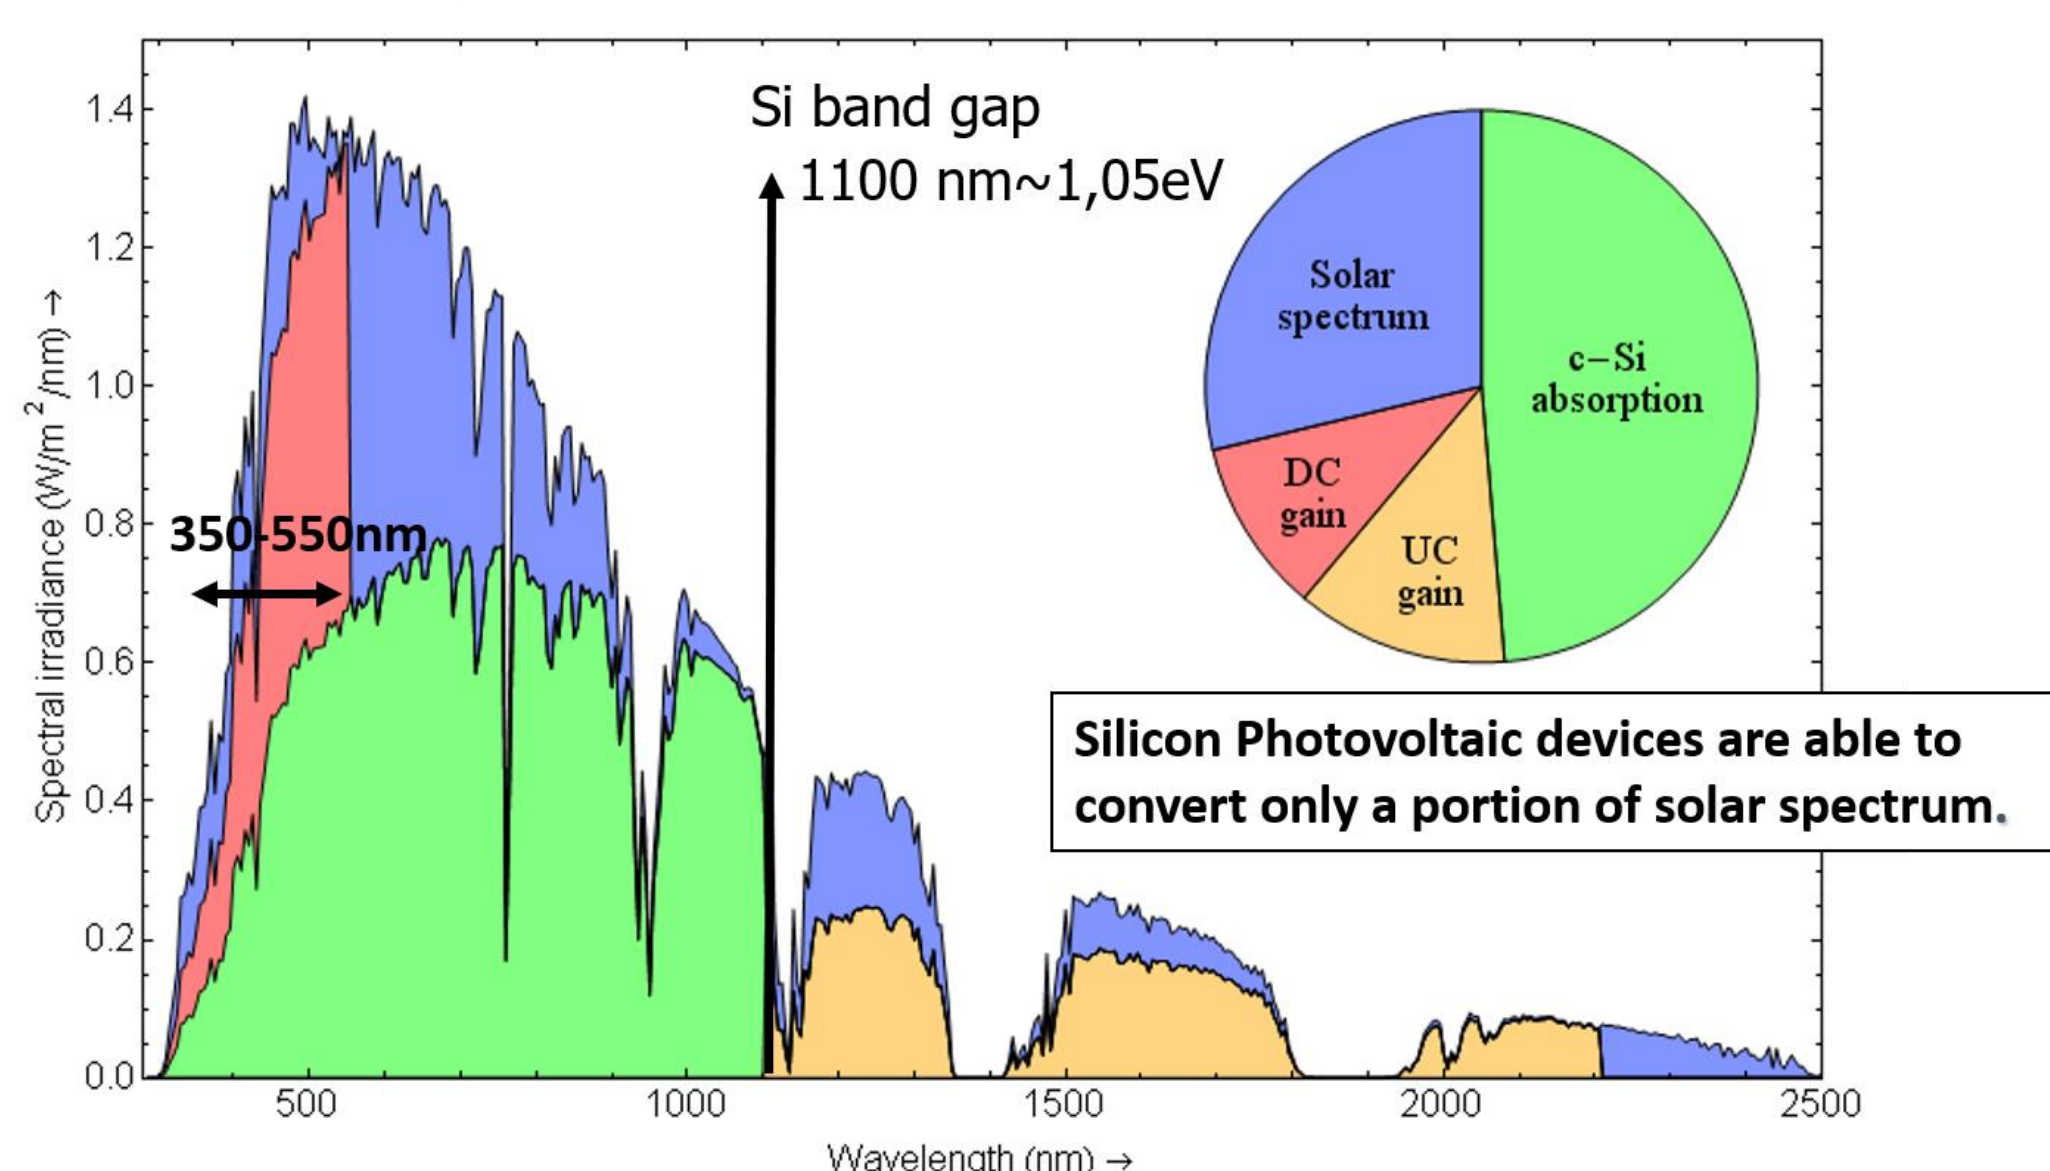 Si band gap
1100 nm~1,05eV
1.4
1.2
1.0
0.8
0.6
0.4
0.2
0.0
Spectral irradiance (W/m²/nm) →
350-550nm
Solar
spectrum
c–Si
absorption
DC
gain
UC
gain
Silicon Photovoltaic devices are able to
convert only a portion of solar spectrum.
500
1000
1500
2000
2500
Wavelength (nm) →